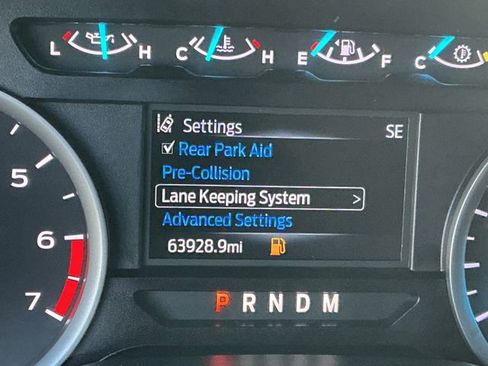 L H C H E F C
Settings SE
Rear Park Aid
Pre-Collision
Lane Keeping System >
Advanced Settings
63928.9mi
5
6
7
P R N D M